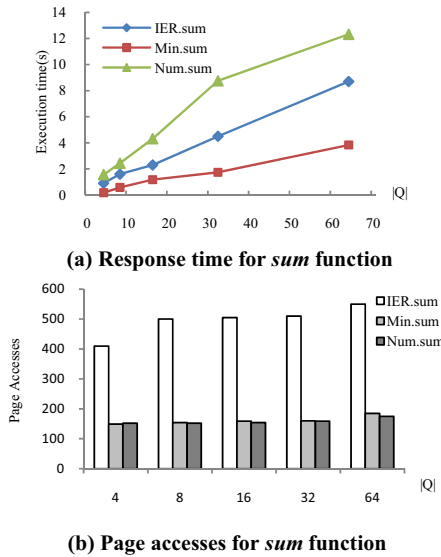 14
12
10
8
6
4
2
0
Execution time(s)
IER.sum
Min.sum
Num.sum
0 10 20 30 40 50 60 70
|Q|
(a) Response time for sum function
600
500
400
300
200
100
0
Page Accesses
IER.sum
Min.sum
Num.sum
4 8 16 32 64
|Q|
(b) Page accesses for sum function